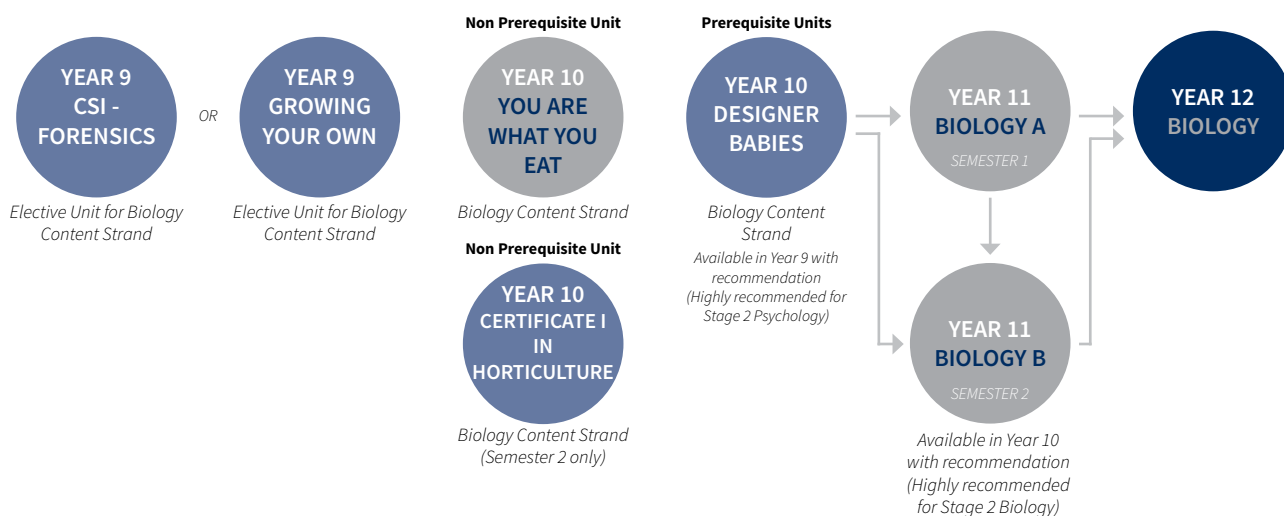 YEAR 9
CSI -
FORENSICS
Elective Unit for Biology
Content Strand
OR
YEAR 9
GROWING
YOUR OWN
Elective Unit for Biology
Content Strand
Non Prerequisite Unit
YEAR 10
YOU ARE
WHAT YOU
EAT
Biology Content Strand
Non Prerequisite Unit
YEAR 10
CERTIFICATE I
IN
HORTICULTURE
Biology Content Strand
(Semester 2 only)
Prerequisite Units
YEAR 10
DESIGNER
BABIES
Biology Content
Strand
Available in Year 9 with
recommendation
(Highly recommended for
Stage 2 Psychology)
YEAR 11
BIOLOGY A
SEMESTER 1
YEAR 11
BIOLOGY B
SEMESTER 2
Available in Year 10
with recommendation
(Highly recommended
for Stage 2 Biology)
YEAR 12
BIOLOGY